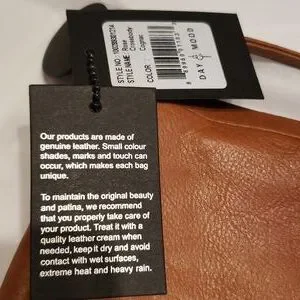 STYLE NAME: Rose
Crossbody
Cognac
COLOR
DAY & MOOD
Our products are made of
genuine leather. Small colour
shades, marks and touch can
occur, which makes each bag
unique.
To maintain the original beauty
and patina, we recommend
that you properly take care of
your product. Treat it with a
quality leather cream when
needed, keep it dry and avoid
contact with wet surfaces,
extreme heat and heavy rain.